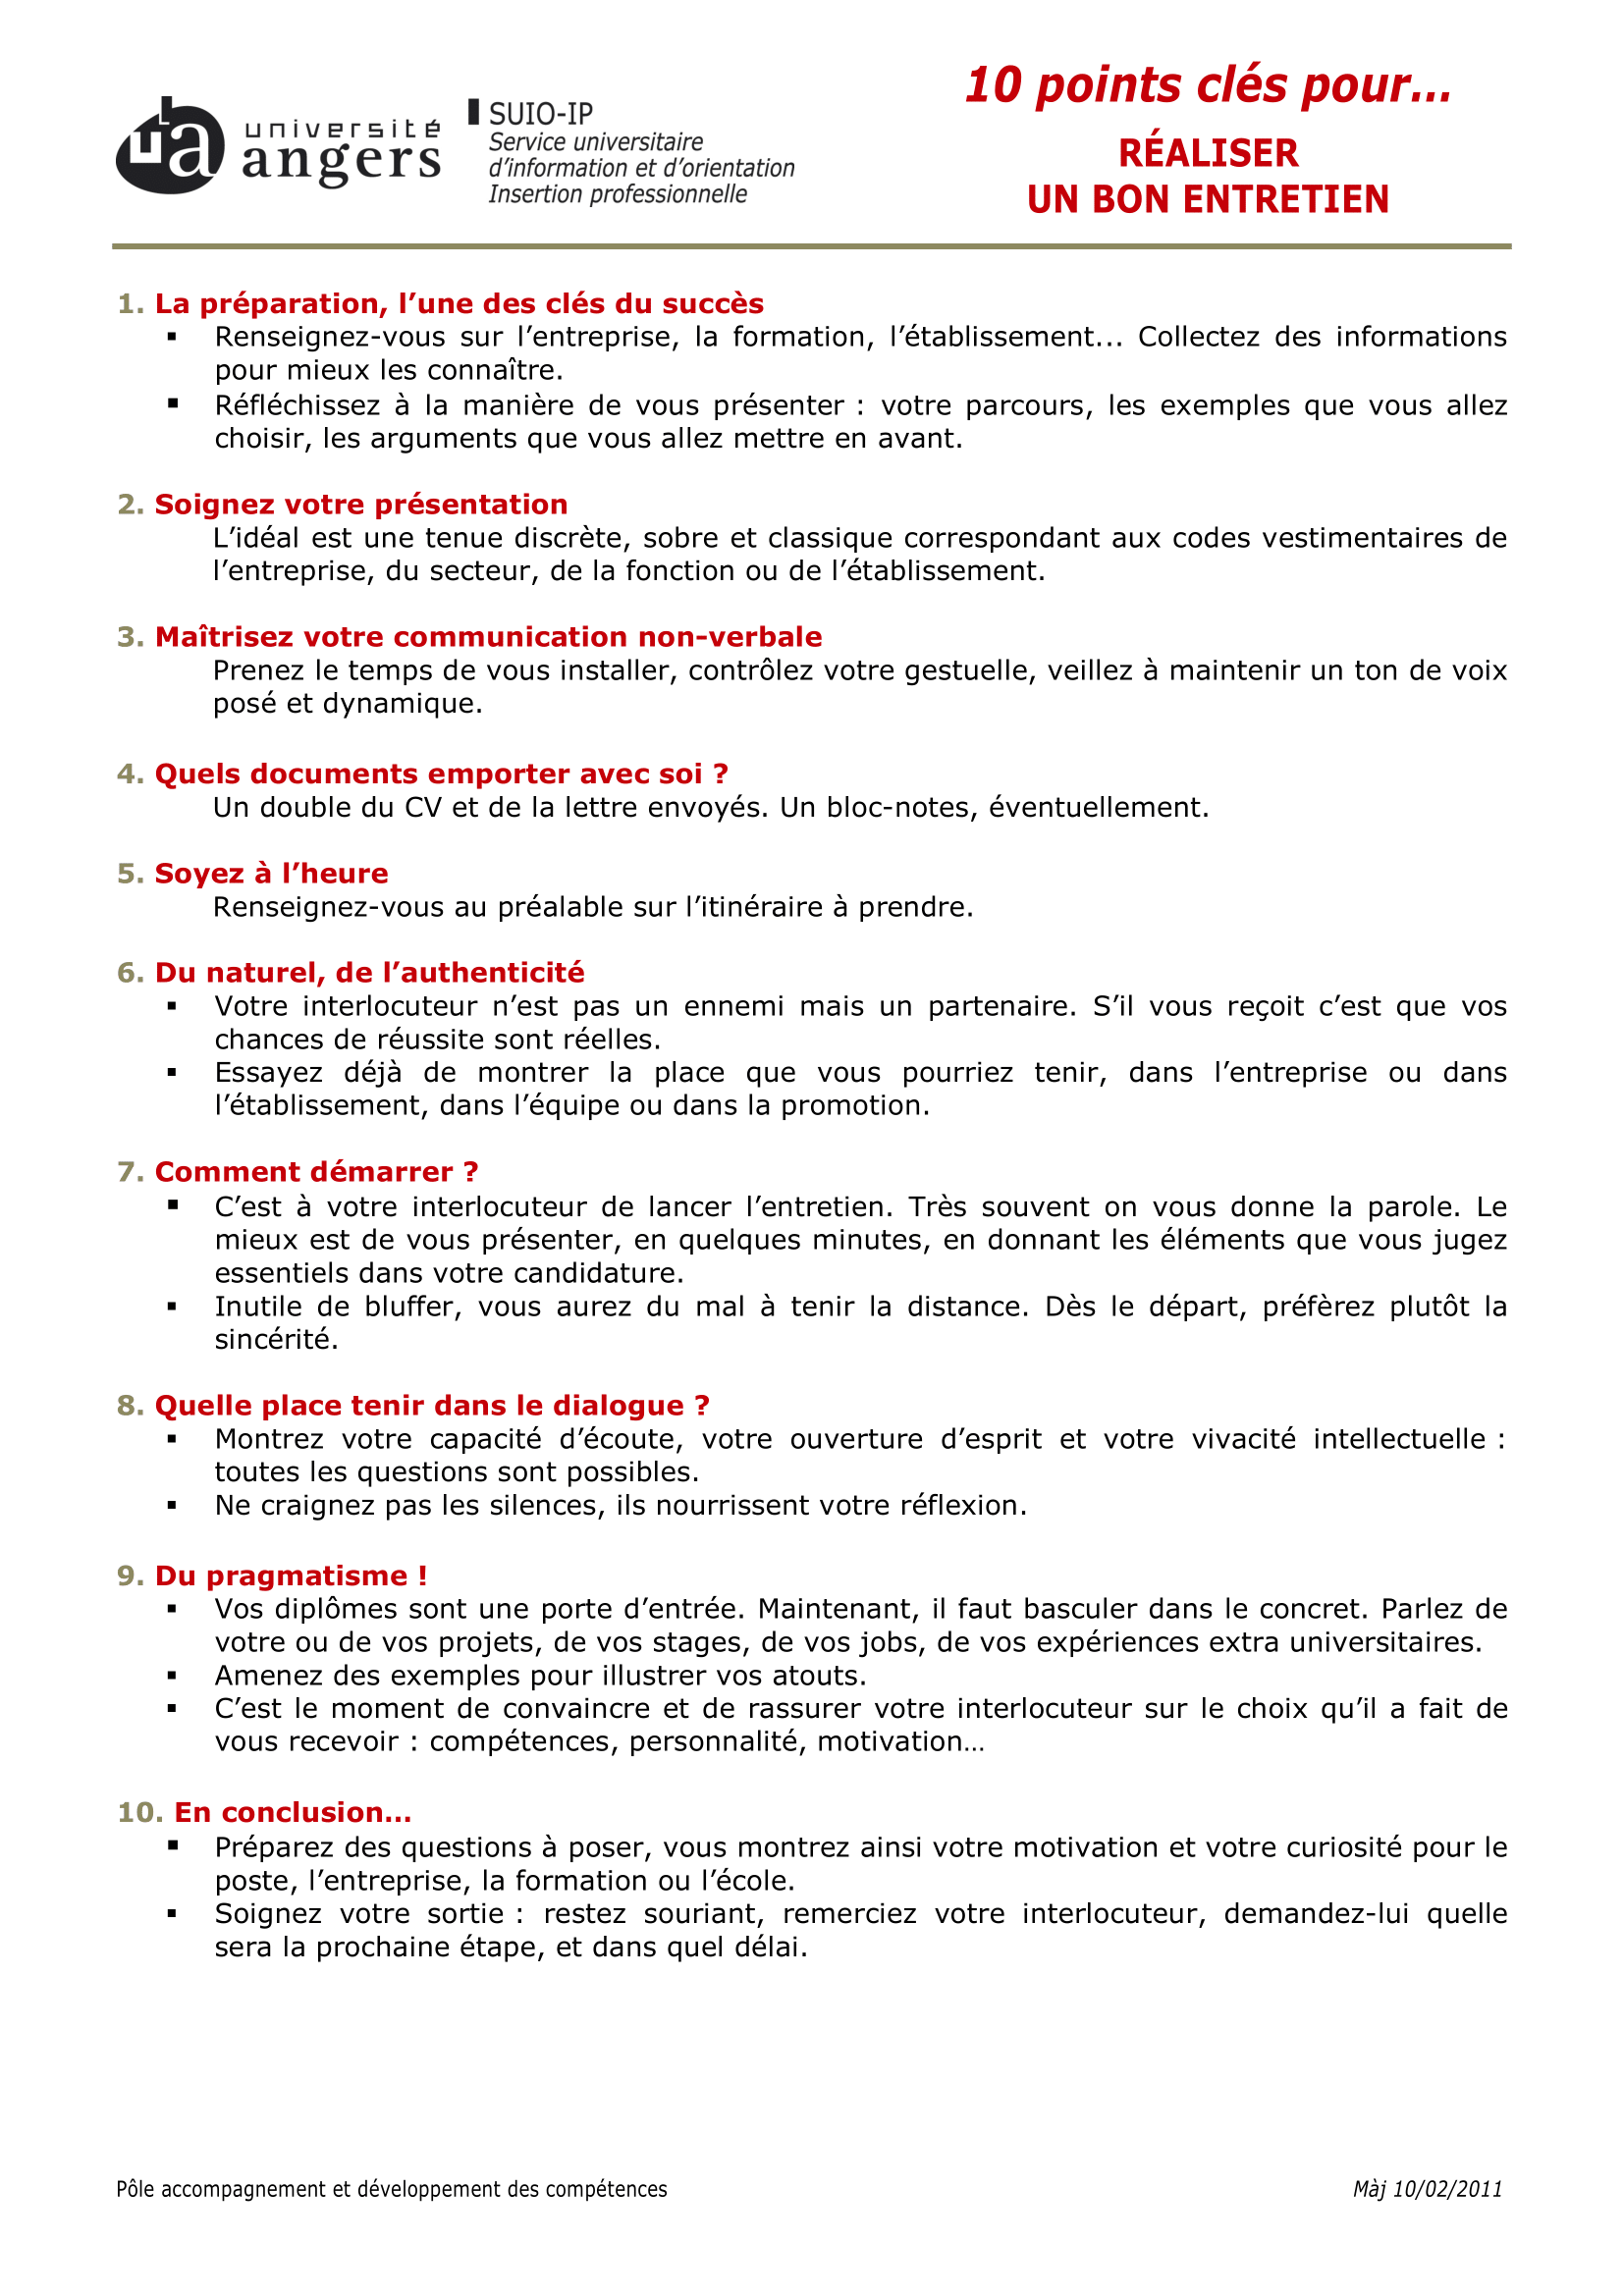 université
angers
SUIO-IP
Service universitaire
d’information et d’orientation
Insertion professionnelle
10 points clés pour…
RÉALISER
UN BON ENTRETIEN
1. La préparation, l’une des clés du succès
▪ Renseignez-vous sur l’entreprise, la formation, l’établissement… Collectez des informations
pour mieux les connaître.
▪ Réfléchissez à la manière de vous présenter : votre parcours, les exemples que vous allez
choisir, les arguments que vous allez mettre en avant.
2. Soignez votre présentation
L’idéal est une tenue discrète, sobre et classique correspondant aux codes vestimentaires de
l’entreprise, du secteur, de la fonction ou de l’établissement.
3. Maîtrisez votre communication non-verbale
Prenez le temps de vous installer, contrôlez votre gestuelle, veillez à maintenir un ton de voix
posé et dynamique.
4. Quels documents emporter avec soi ?
Un double du CV et de la lettre envoyés. Un bloc-notes, éventuellement.
5. Soyez à l’heure
Renseignez-vous au préalable sur l’itinéraire à prendre.
6. Du naturel, de l’authenticité
▪ Votre interlocuteur n’est pas un ennemi mais un partenaire. S’il vous reçoit c’est que vos
chances de réussite sont réelles.
▪ Essayez déjà de montrer la place que vous pourriez tenir, dans l’entreprise ou dans
l’établissement, dans l’équipe ou dans la promotion.
7. Comment démarrer ?
▪ C’est à votre interlocuteur de lancer l’entretien. Très souvent on vous donne la parole. Le
mieux est de vous présenter, en quelques minutes, en donnant les éléments que vous jugez
essentiels dans votre candidature.
▪ Inutile de bluffer, vous aurez du mal à tenir la distance. Dès le départ, préfèrez plutôt la
sincérité.
8. Quelle place tenir dans le dialogue ?
▪ Montrez votre capacité d’écoute, votre ouverture d’esprit et votre vivacité intellectuelle :
toutes les questions sont possibles.
▪ Ne craignez pas les silences, ils nourrissent votre réflexion.
9. Du pragmatisme !
▪ Vos diplômes sont une porte d’entrée. Maintenant, il faut basculer dans le concret. Parlez de
votre ou de vos projets, de vos stages, de vos jobs, de vos expériences extra universitaires.
▪ Amenez des exemples pour illustrer vos atouts.
▪ C’est le moment de convaincre et de rassurer votre interlocuteur sur le choix qu’il a fait de
vous recevoir : compétences, personnalité, motivation…
10. En conclusion…
▪ Préparez des questions à poser, vous montrez ainsi votre motivation et votre curiosité pour le
poste, l’entreprise, la formation ou l’école.
▪ Soignez votre sortie : restez souriant, remerciez votre interlocuteur, demandez-lui quelle
sera la prochaine étape, et dans quel délai.
Pôle accompagnement et développement des compétences
Màj 10/02/2011